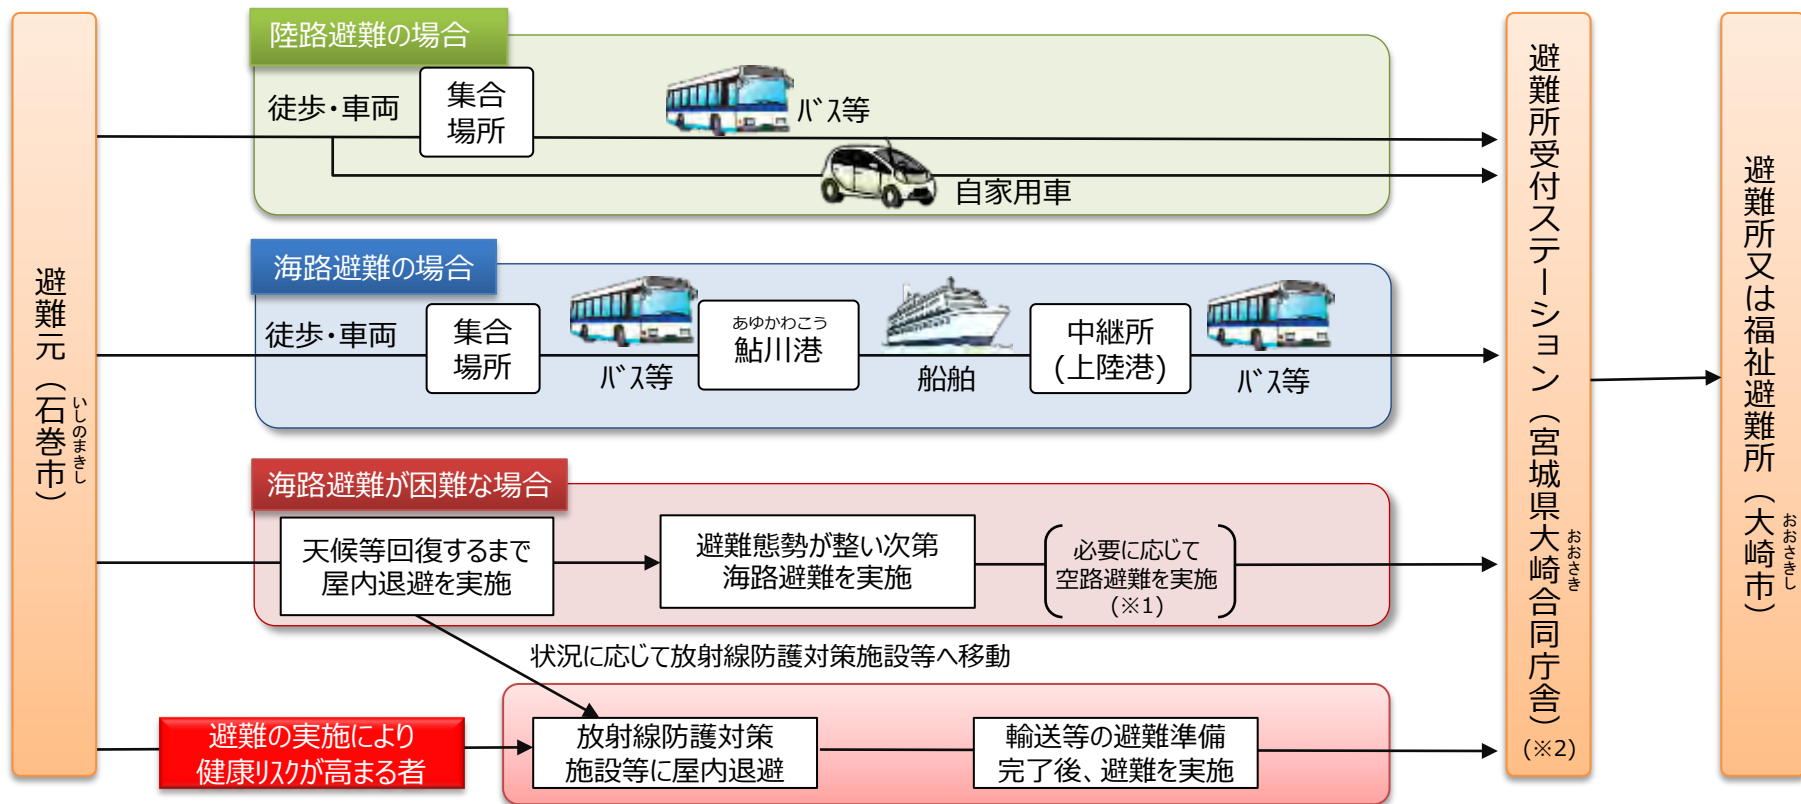 避難元（石巻市）
いしのまきし
陸路避難の場合
徒歩・車両
集合
場所
バス等
自家用車
海路避難の場合
徒歩・車両
集合
場所
バス等
あゆかわこう
鮎川港
船舶
中継所
(上陸港)
バス等
海路避難が困難な場合
天候等回復するまで
屋内退避を実施
避難態勢が整い次第
海路避難を実施
必要に応じて
空路避難を実施
(※1)
状況に応じて放射線防護対策施設等へ移動
避難の実施により
健康リスクが高まる者
放射線防護対策
施設等に屋内退避
輸送等の避難準備
完了後、避難を実施
避難所受付ステーション（宮城県大崎合同庁舎）
おおさき
(※2)
避難所又は福祉避難所（大崎市）
おおさきし